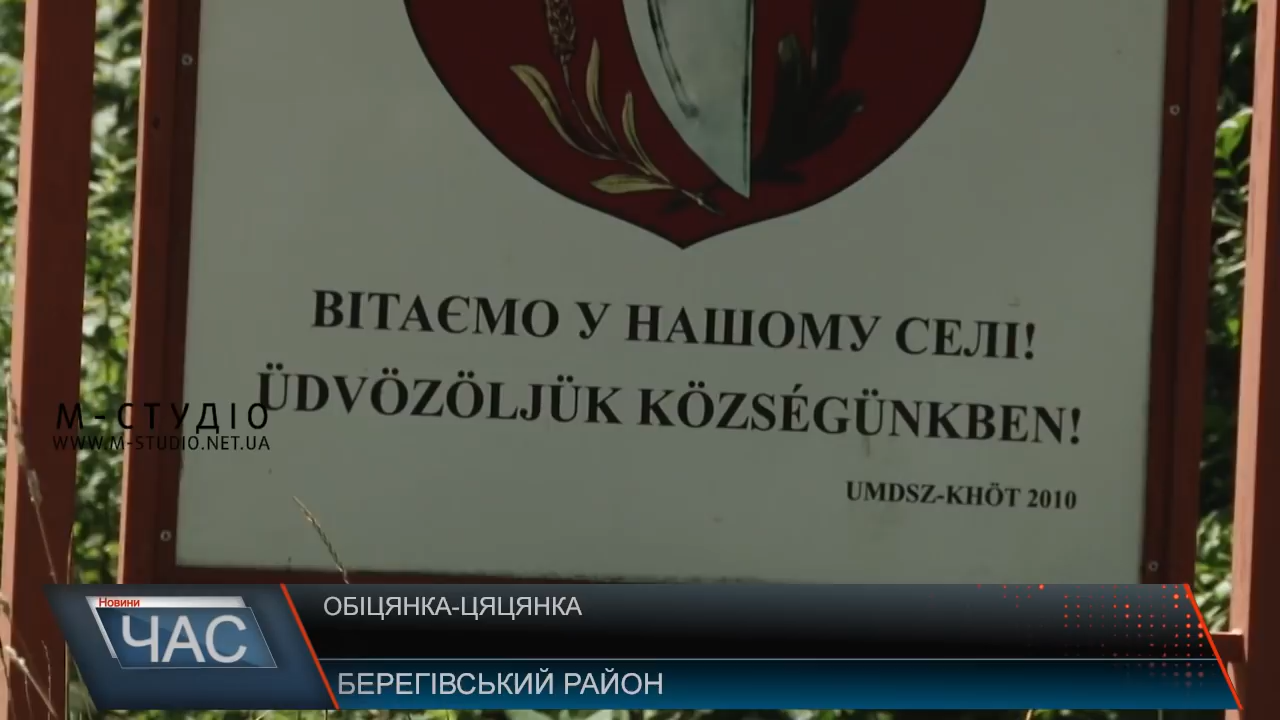 ВІТАЄМО У НАШОМУ СЕЛІ!
ÜDVÖZÖLJÜK KÖZSÉGÜNKBEN!
UMDSZ-KHÖT 2010
М-СТУДІО
WWW.M-STUDIO.NET.UA
Новини
ЧАС
ОБІЦЯНКА-ЦЯЦЯНКА
БЕРЕГІВСЬКИЙ РАЙОН